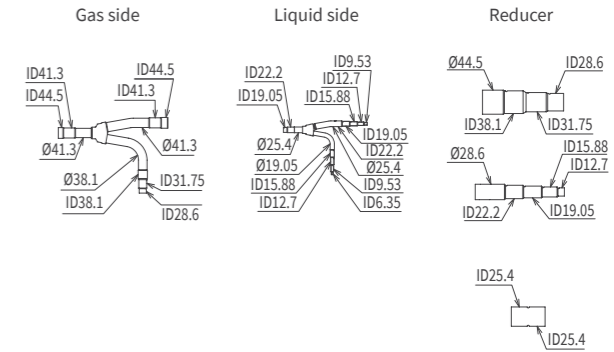 Gas side
ID41.3
ID44.5
ID44.5
ID41.3
Ø41.3
Ø41.3
Ø38.1
ID38.1
ID31.75
ID28.6
Liquid side
ID9.53
ID12.7
ID15.88
ID22.2
ID19.05
Ø25.4
ID19.05
ID22.2
Ø25.4
Ø19.05
ID15.88
ID12.7
ID9.53
ID6.35
Reducer
Ø44.5
ID28.6
ID38.1
ID31.75
Ø28.6
ID15.88
ID12.7
ID22.2
ID19.05
ID25.4
ID25.4